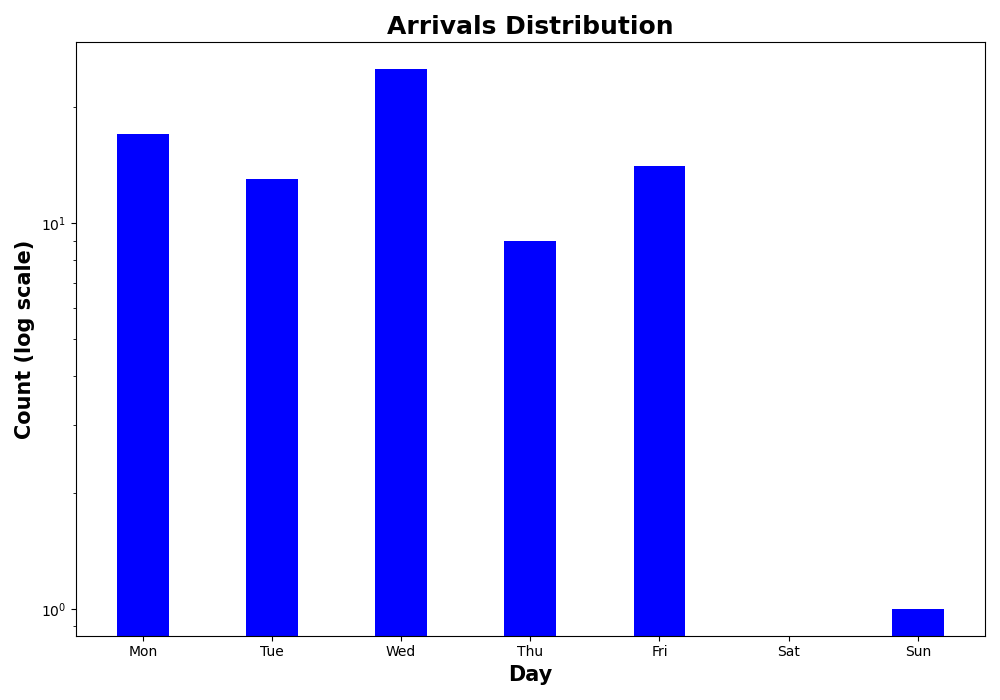 Arrivals Distribution
Count (log scale)
10¹
10⁰
Mon Tue Wed Thu Fri Sat Sun
Day